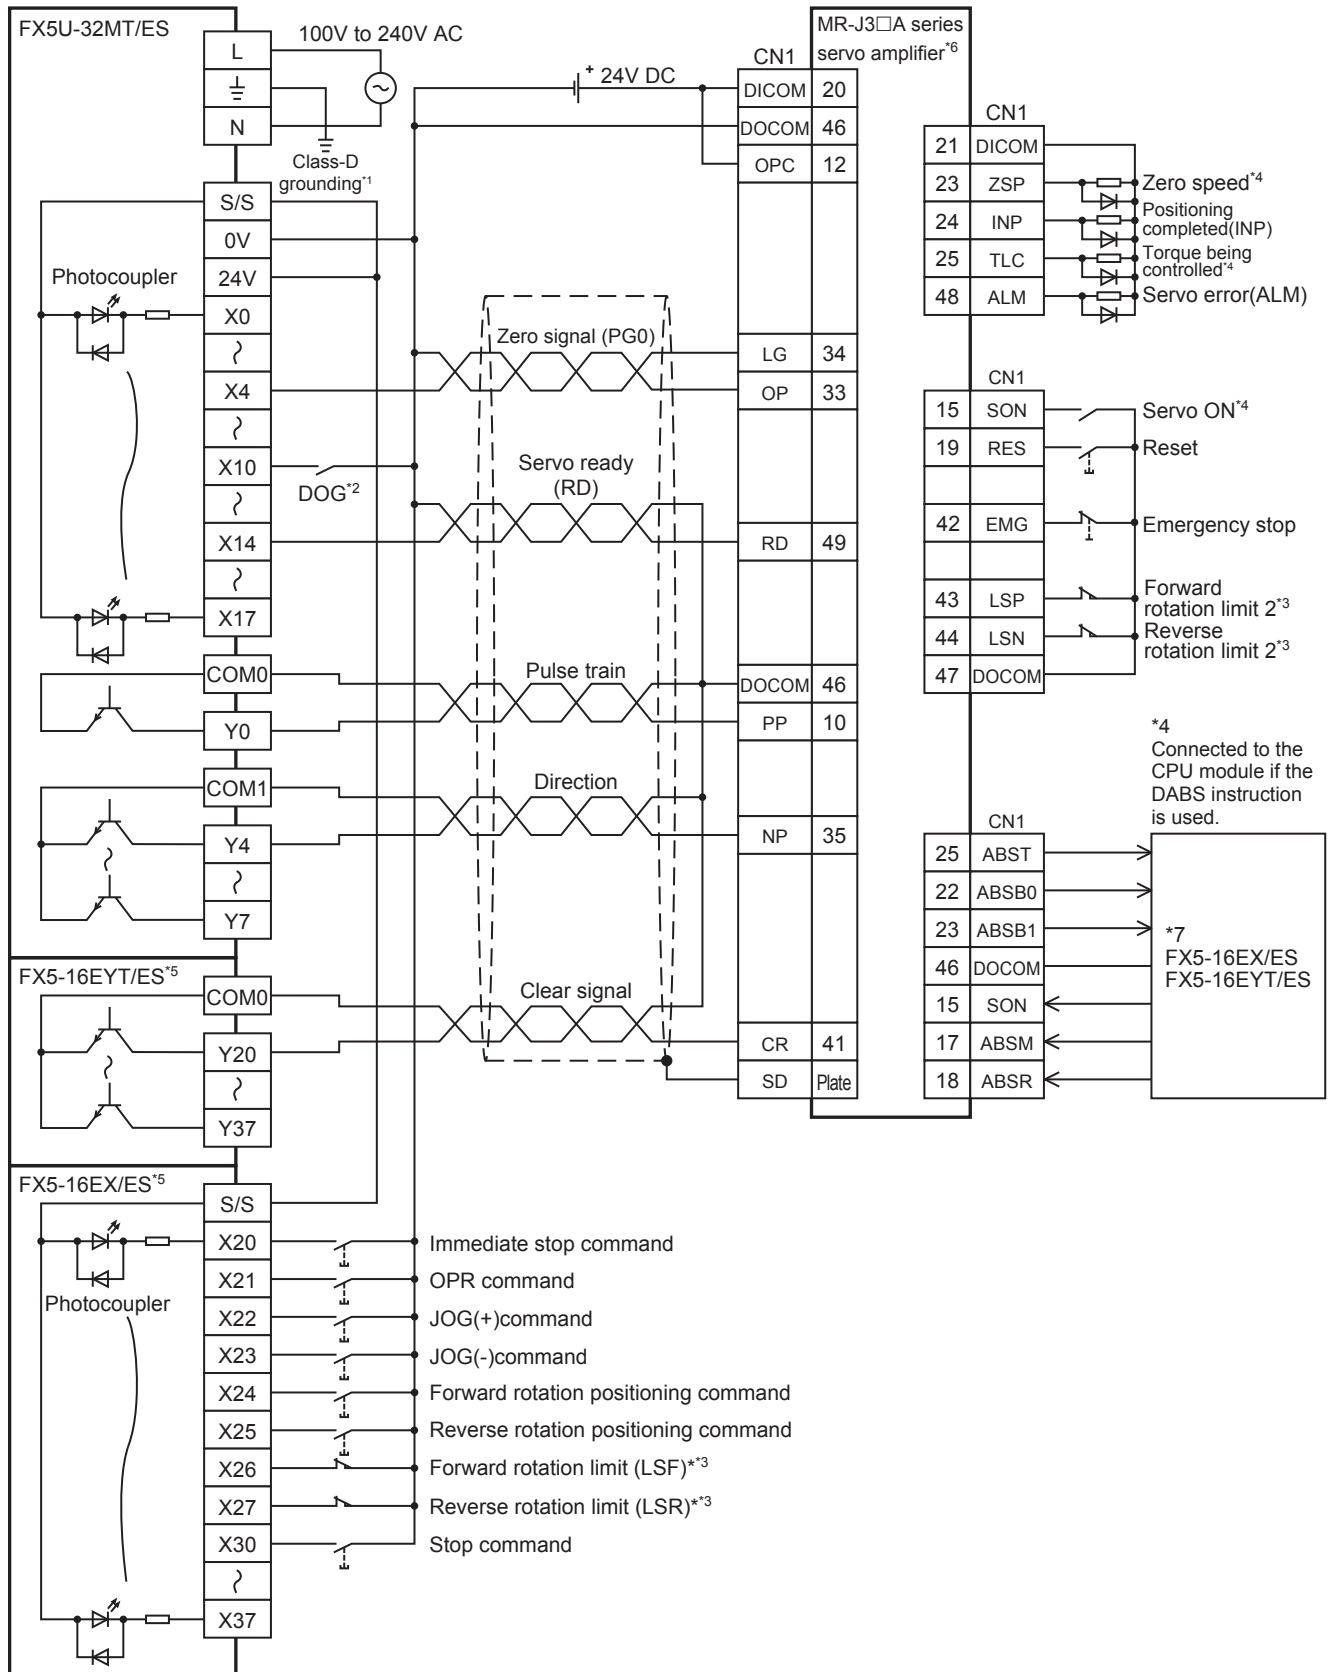 FX5U-32MT/ES
L
N
100V to 240V AC
Class-D
grounding*1
S/S
0V
24V
X0
X4
X10
X14
X17
COM0
Y0
COM1
Y4
Y7
Photocoupler
DOG*2
+ 24V DC
Zero signal (PG0)
Servo ready
(RD)
Pulse train
Direction
Clear signal
MR-J3□A series
servo amplifier*6
CN1
DICOM 20
DOCOM 46
OPC 12
LG 34
OP 33
RD 49
DOCOM 46
PP 10
NP 35
CR 41
SD Plate
CN1
21 DICOM
23 ZSP Zero speed*4
24 INP Positioning
completed(INP)
25 TLC Torque being
controlled*4
48 ALM Servo error(ALM)
CN1
15 SON Servo ON*4
19 RES Reset
42 EMG Emergency stop
43 LSP Forward
rotation limit 2*3
44 LSN Reverse
rotation limit 2*3
47 DOCOM
*4
Connected to the
CPU module if the
DABS instruction
is used.
CN1
25 ABST
22 ABSB0
23 ABSB1
46 DOCOM
15 SON
17 ABSM
18 ABSR
*7
FX5-16EX/ES
FX5-16EYT/ES
FX5-16EYT/ES*5
COM0
Y20
Y37
FX5-16EX/ES*5
Photocoupler
S/S
X20 Immediate stop command
X21 OPR command
X22 JOG(+)command
X23 JOG(-)command
X24 Forward rotation positioning command
X25 Reverse rotation positioning command
X26 Forward rotation limit (LSF)**3
X27 Reverse rotation limit (LSR)**3
X30 Stop command
X37